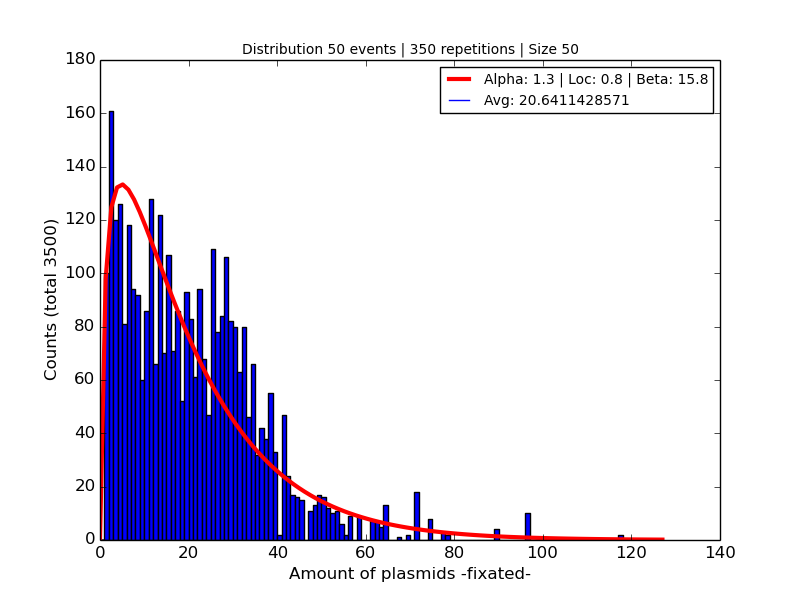 Distribution 50 events | 350 repetitions | Size 50
180
160
140
120
100
80
60
40
20
0
Counts (total 3500)
Alpha: 1.3 | Loc: 0.8 | Beta: 15.8
Avg: 20.6411428571
0 20 40 60 80 100 120 140
Amount of plasmids -fixated-